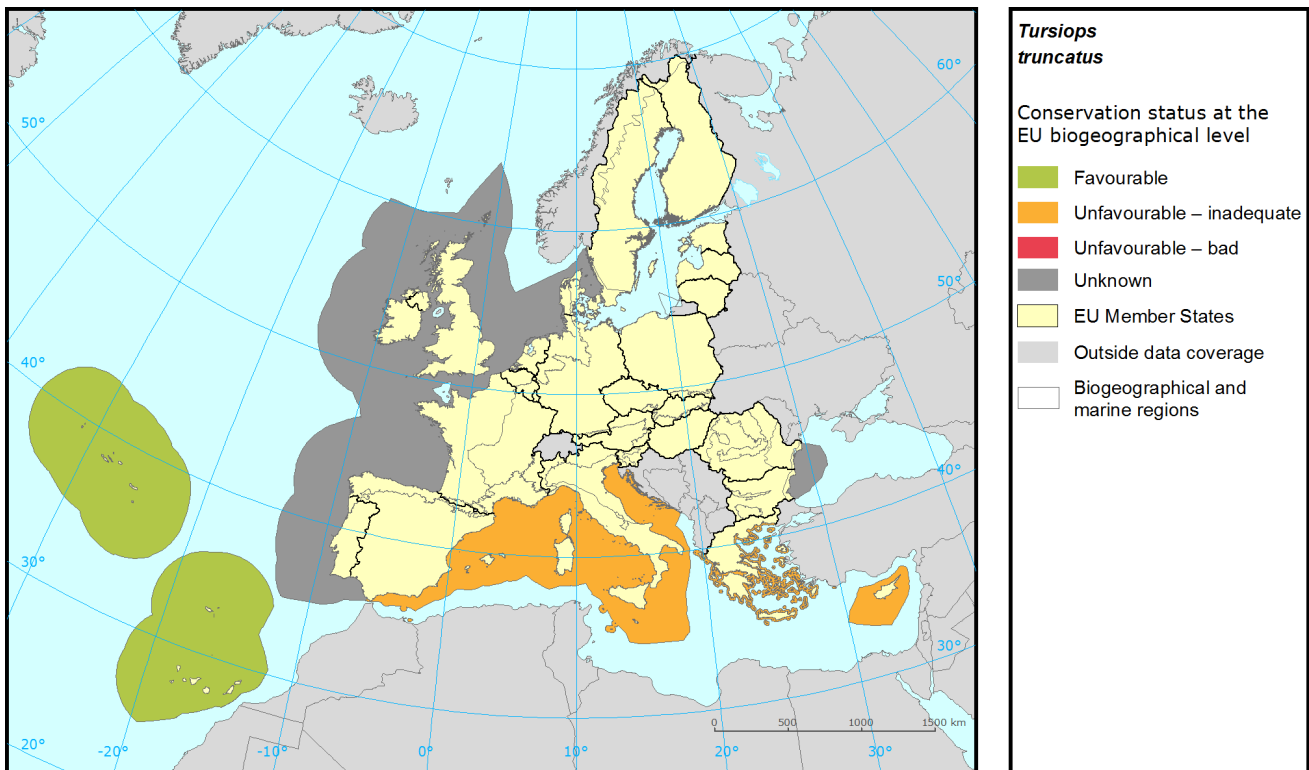 Tursiops
truncatus
Conservation status at the
EU biogeographical level
Favourable
Unfavourable – inadequate
Unfavourable – bad
Unknown
EU Member States
Outside data coverage
Biogeographical and
marine regions
60°
50°
50°
40°
40°
30°
30°
0 500 1000 1500 km
20° -20° -10° 0° 10° 20° 30°